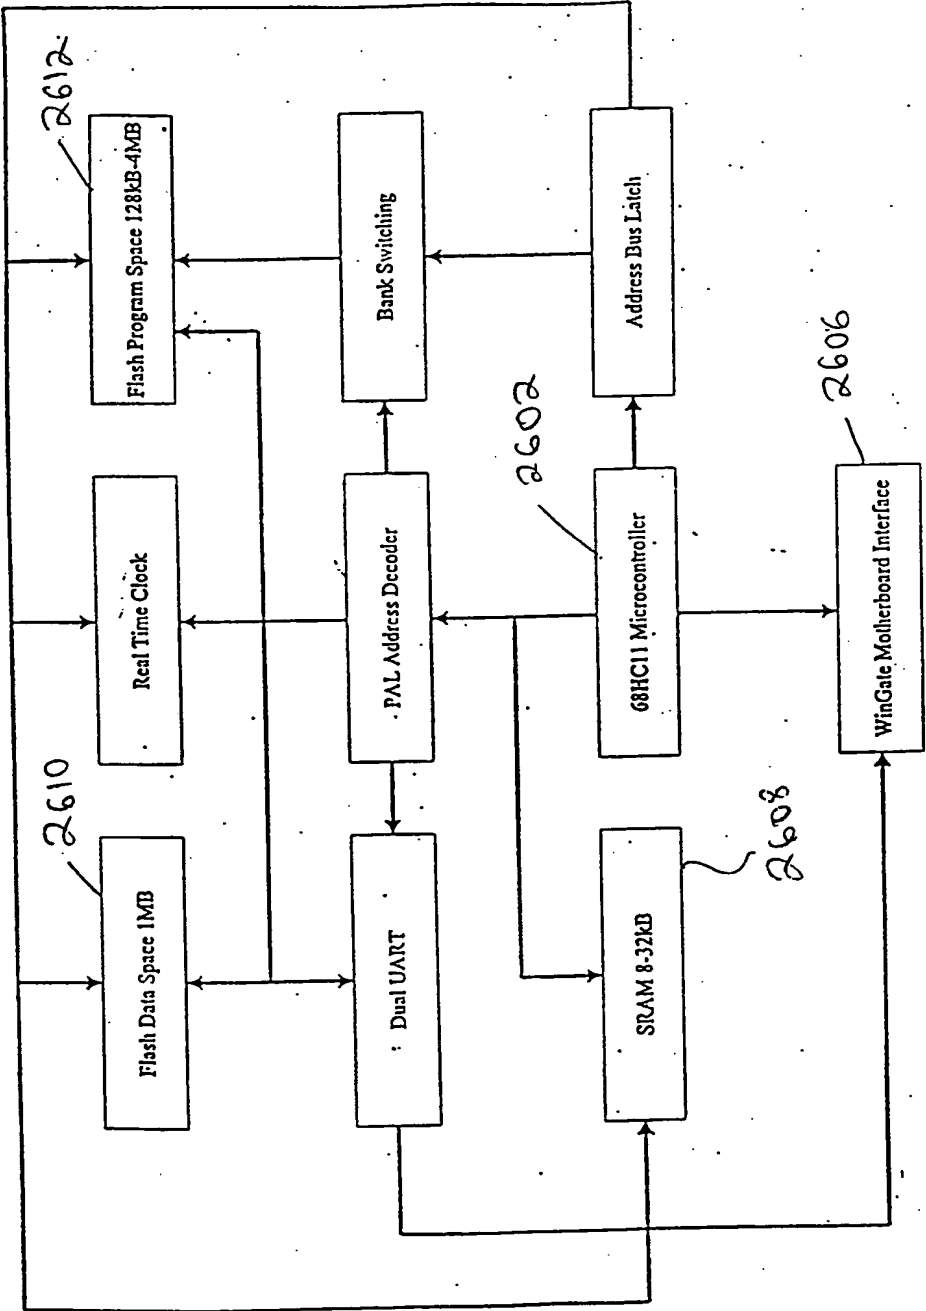 Flash Data Space 1MB
2610
Real Time Clock
Flash Program Space 128kB-4MB
2612
Dual UART
PAL Address Decoder
Bank Switching
SRAM 8-32kB
2608
68HC11 Microcontroller
2602
Address Bus Latch
WinGate Motherboard Interface
2606